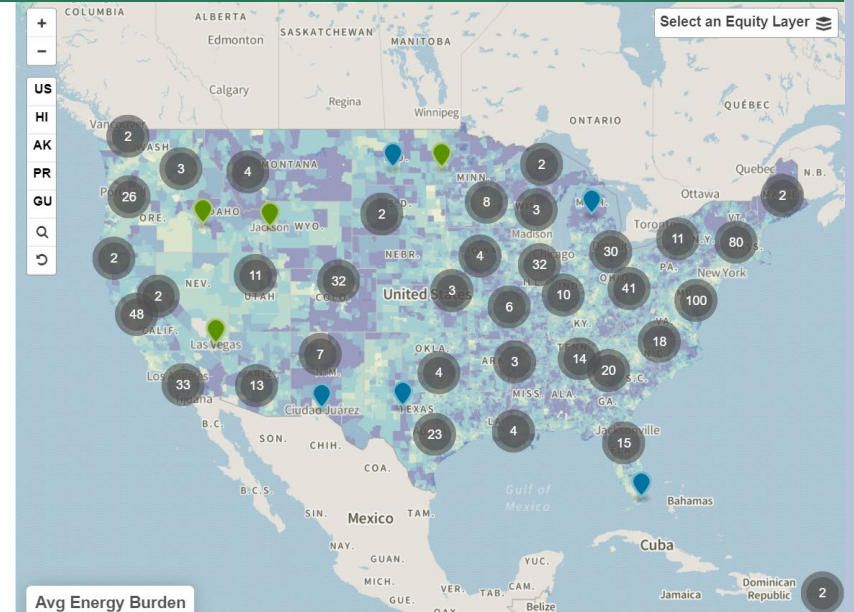 COLUMBIA
ALBERTA
SASKATCHEWAN
MANITOBA
Edmonton
Select an Equity Layer
+
−
US
HI
AK
PR
GU
Calgary
Regina
Winnipeg
ONTARIO
QUÉBEC
Vancouver
2
WASH.
3
4
MONTANA
2
MINN.
Quebec
N.B.
Ottawa
2
26
ORE.
IDAHO
Jackson
WYO.
2
8
3
Madison
Toronto
11
N.Y.
VT.
80
2
NEV.
11
UTAH
32
COLO.
NEBR.
4
32
Chicago
30
PA.
New York
2
48
CALIF.
United States
3
6
10
41
100
KY.
VA.
Las Vegas
7
N.M.
OKLA.
4
ARK.
3
TENN.
14
20
S.C.
18
Los Angeles
33
Tijuana
13
Ciudad Juárez
TEXAS
MISS.
ALA.
GA.
B.C.
SON.
CHIH.
23
4
Jacksonville
15
COA.
B.C.S.
Gulf of
Mexico
Bahamas
SIN.
Mexico
TAM.
NAY.
GUAN.
YUC.
Cuba
MICH.
GUE.
VER.
TAB.
CAM.
Belize
OAX.
Jamaica
Dominican
Republic
2
Avg Energy Burden